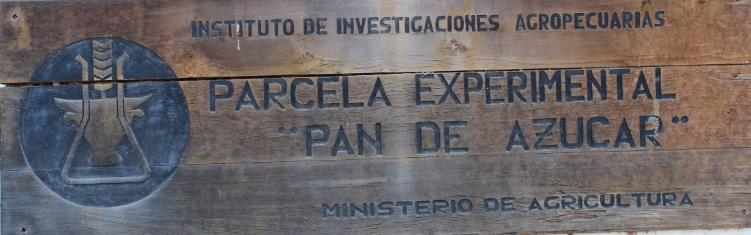 INSTITUTO DE INVESTIGACIONES AGROPECUARIAS
PARCELA EXPERIMENTAL
"PAN DE AZUCAR"
MINISTERIO DE AGRICULTURA